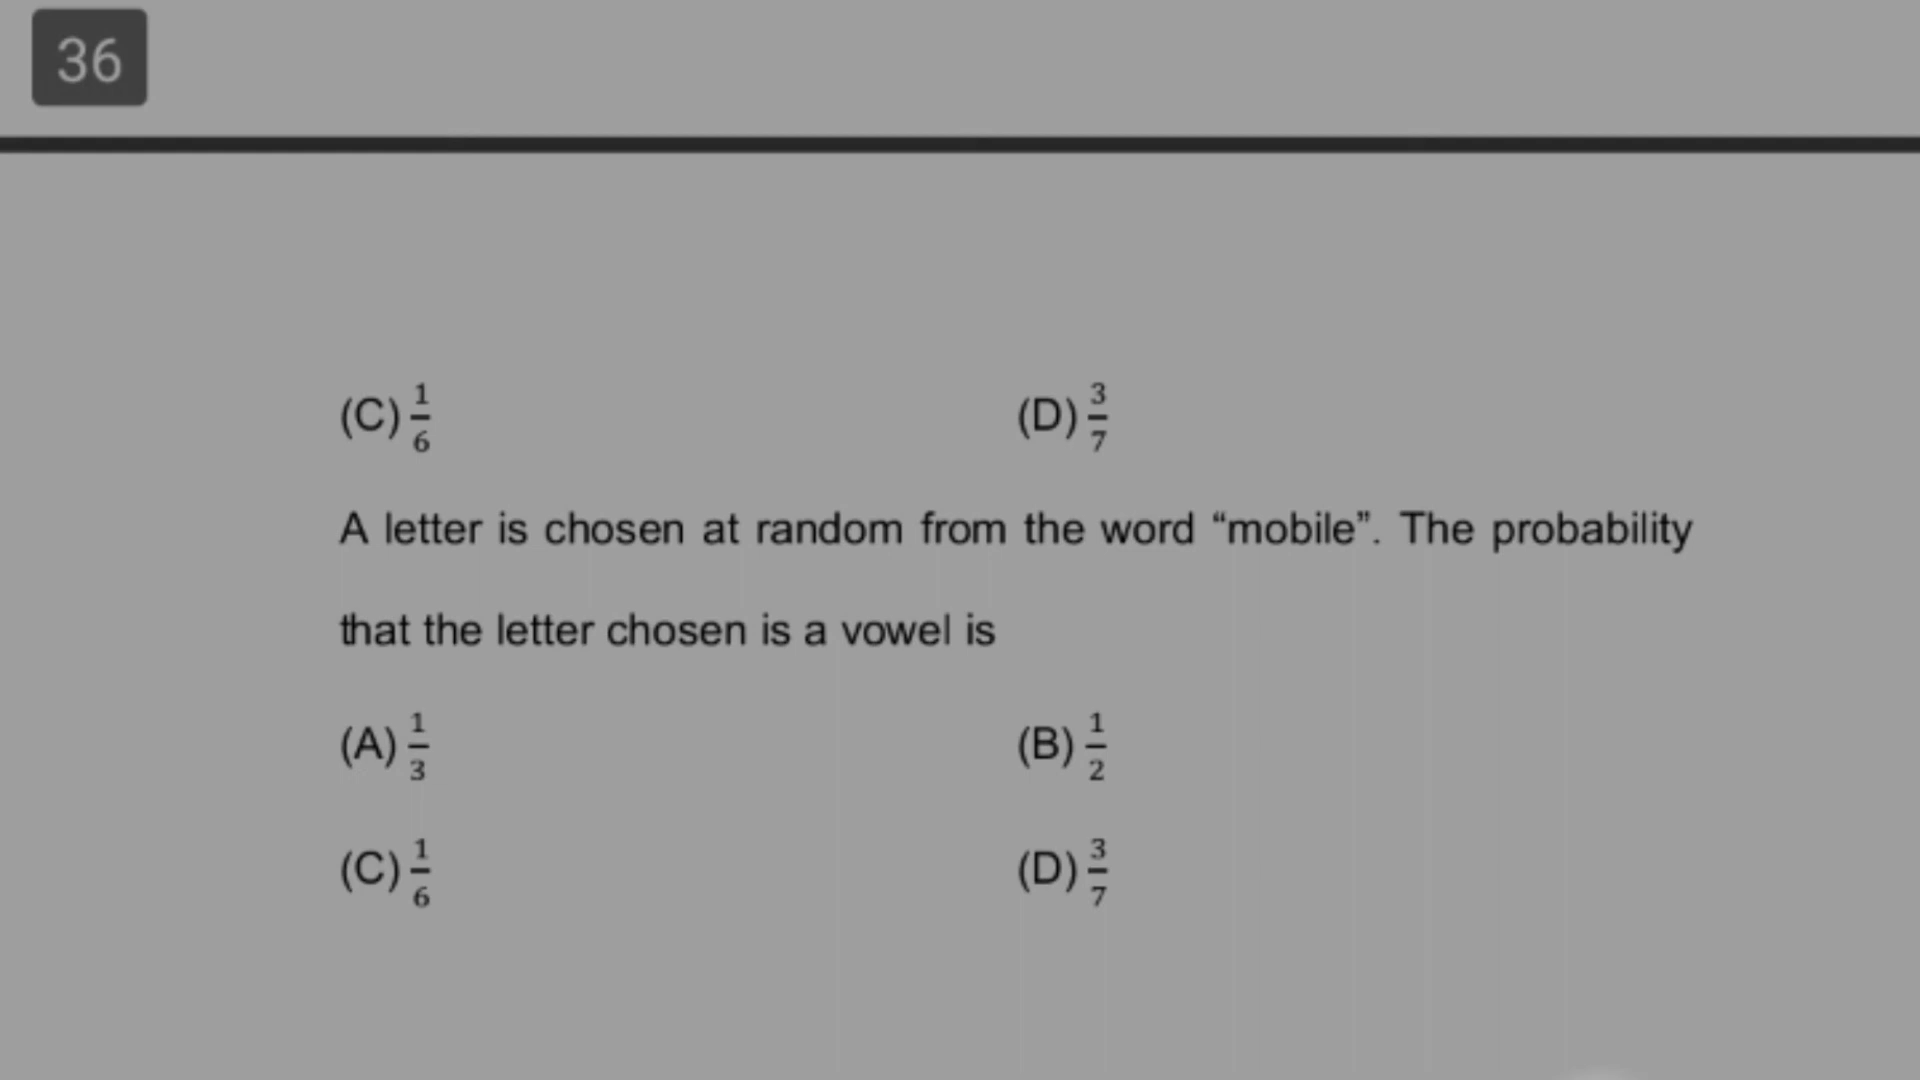 36
(C) 1/6 (D) 3/7
A letter is chosen at random from the word “mobile”. The probability
that the letter chosen is a vowel is
(A) 1/3 (B) 1/2
(C) 1/6 (D) 3/7